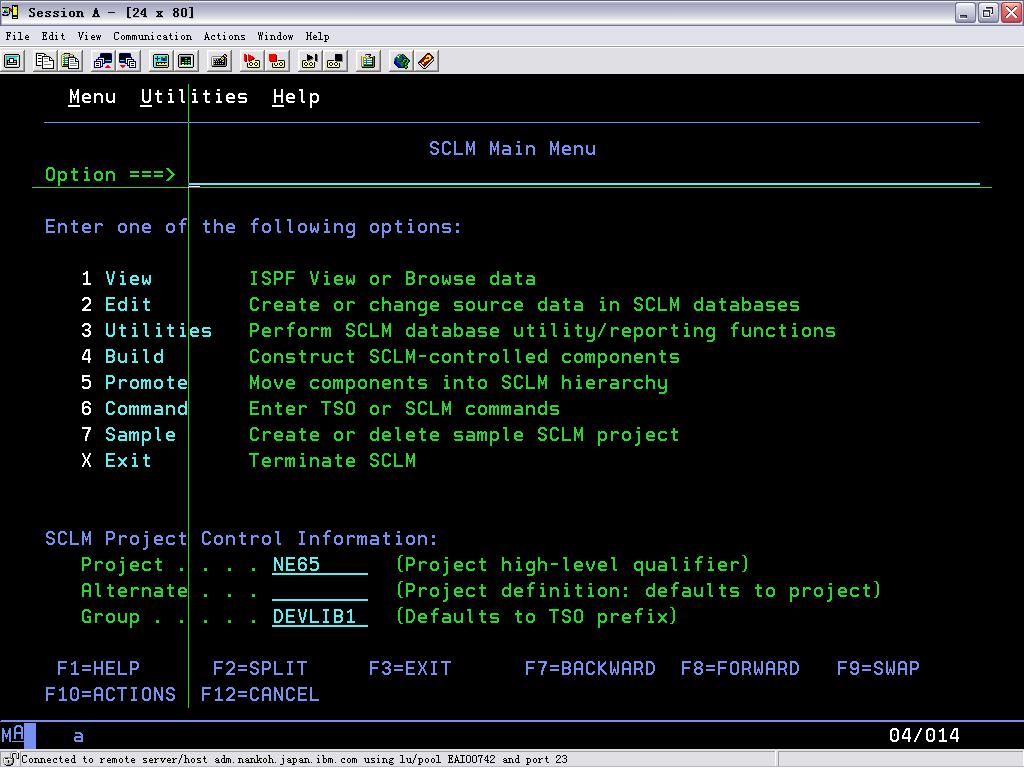 Session A - [24 x 80]
File Edit View Communication Actions Window Help
Menu Utilities Help
SCLM Main Menu
Option ===>
Enter one of the following options:
1 View ISPF View or Browse data
2 Edit Create or change source data in SCLM databases
3 Utilities Perform SCLM database utility/reporting functions
4 Build Construct SCLM-controlled components
5 Promote Move components into SCLM hierarchy
6 Command Enter TSO or SCLM commands
7 Sample Create or delete sample SCLM project
X Exit Terminate SCLM
SCLM Project Control Information:
Project . . . . NE65 (Project high-level qualifier)
Alternate . . . (Project definition: defaults to project)
Group . . . . . DEVLIB1 (Defaults to TSO prefix)
F1=HELP F2=SPLIT F3=EXIT F7=BACKWARD F8=FORWARD F9=SWAP
F10=ACTIONS F12=CANCEL
MA a 04/014
Connected to remote server/host adm.nankoh.japan.ibm.com using lu/pool EAI00742 and port 23